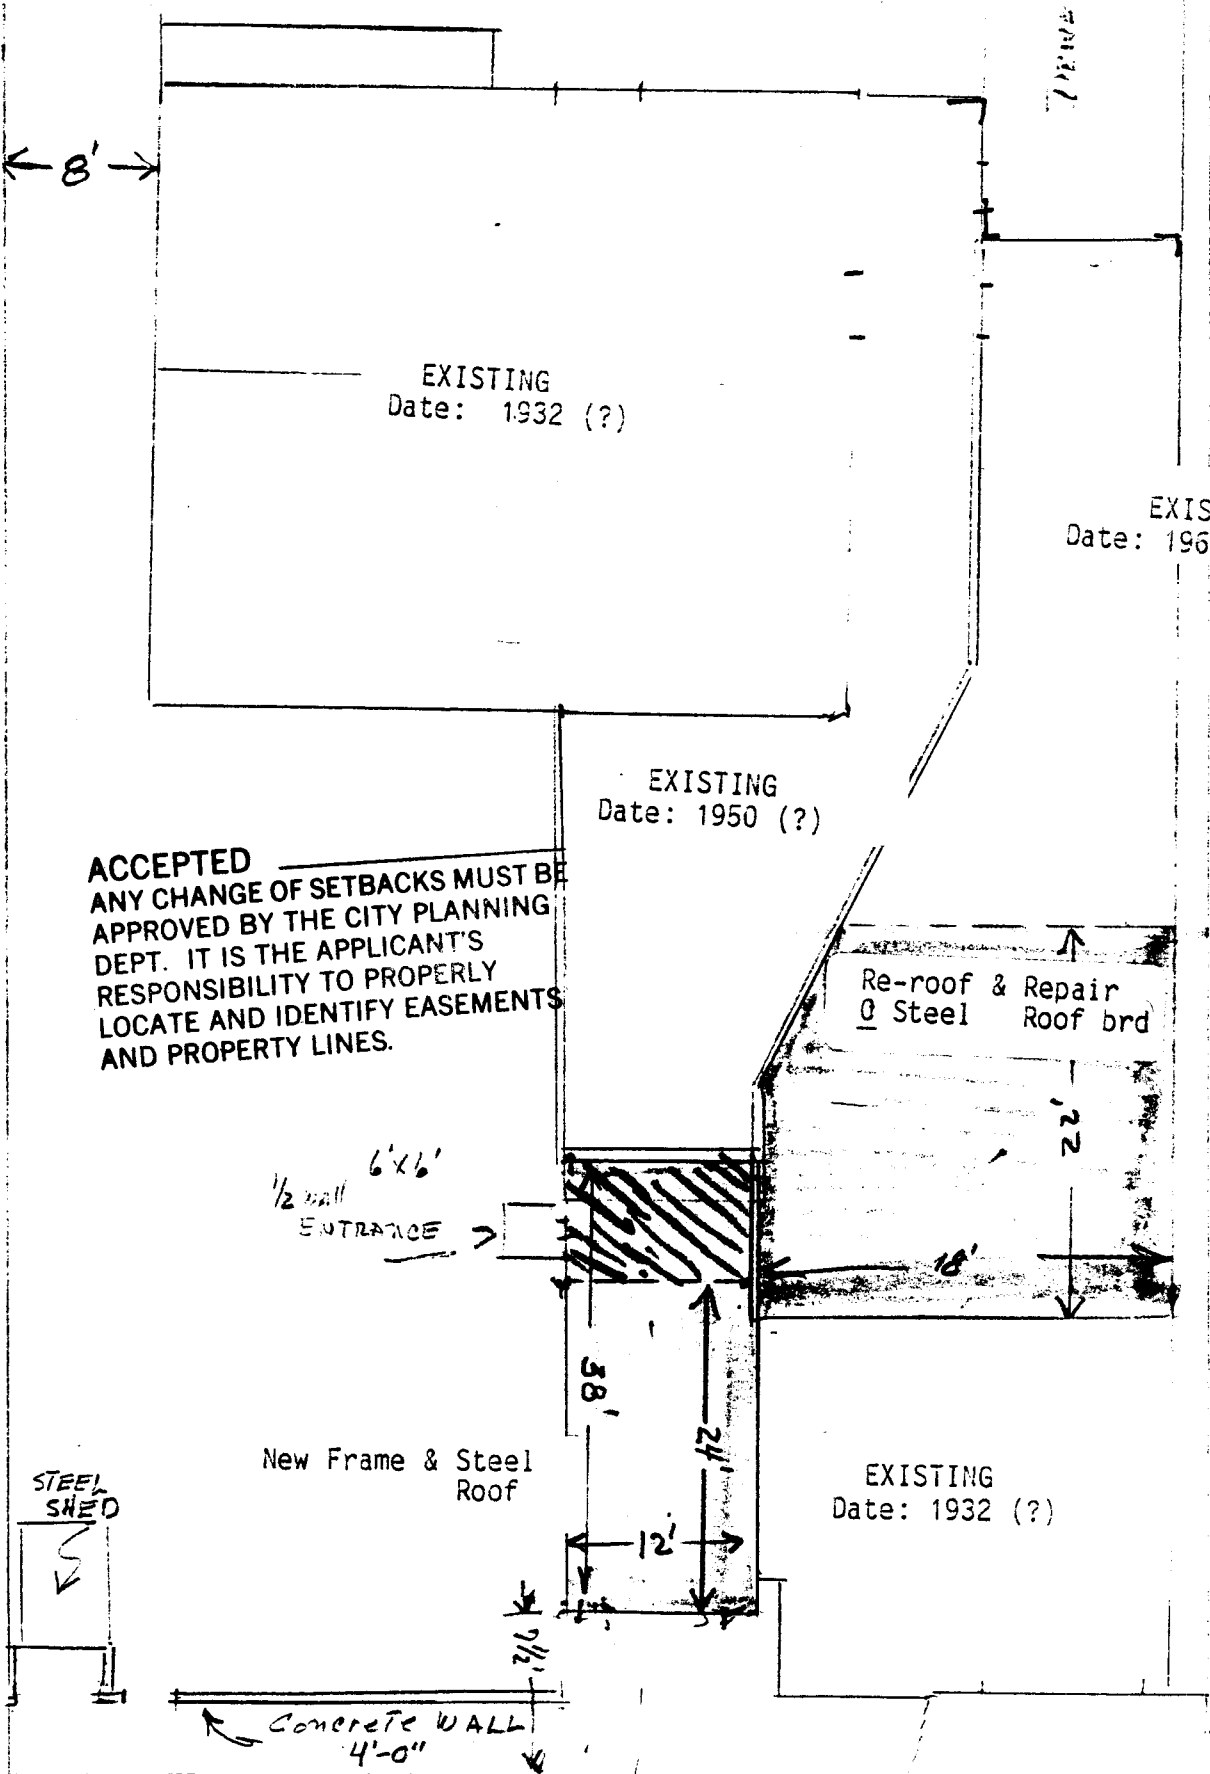 8'
EXISTING
Date: 1932 (?)
EXIS
Date: 196
EXISTING
Date: 1950 (?)
ACCEPTED
ANY CHANGE OF SETBACKS MUST BE
APPROVED BY THE CITY PLANNING
DEPT. IT IS THE APPLICANT'S
RESPONSIBILITY TO PROPERLY
LOCATE AND IDENTIFY EASEMENTS
AND PROPERTY LINES.
Re-roof & Repair
@ Steel Roof brd
22'
6'x6'
1/2 wall
ENTRANCE
18'
38'
24'
New Frame & Steel
Roof
STEEL
SHED
EXISTING
Date: 1932 (?)
12'
7 1/2'
Concrete WALL
4'-0"